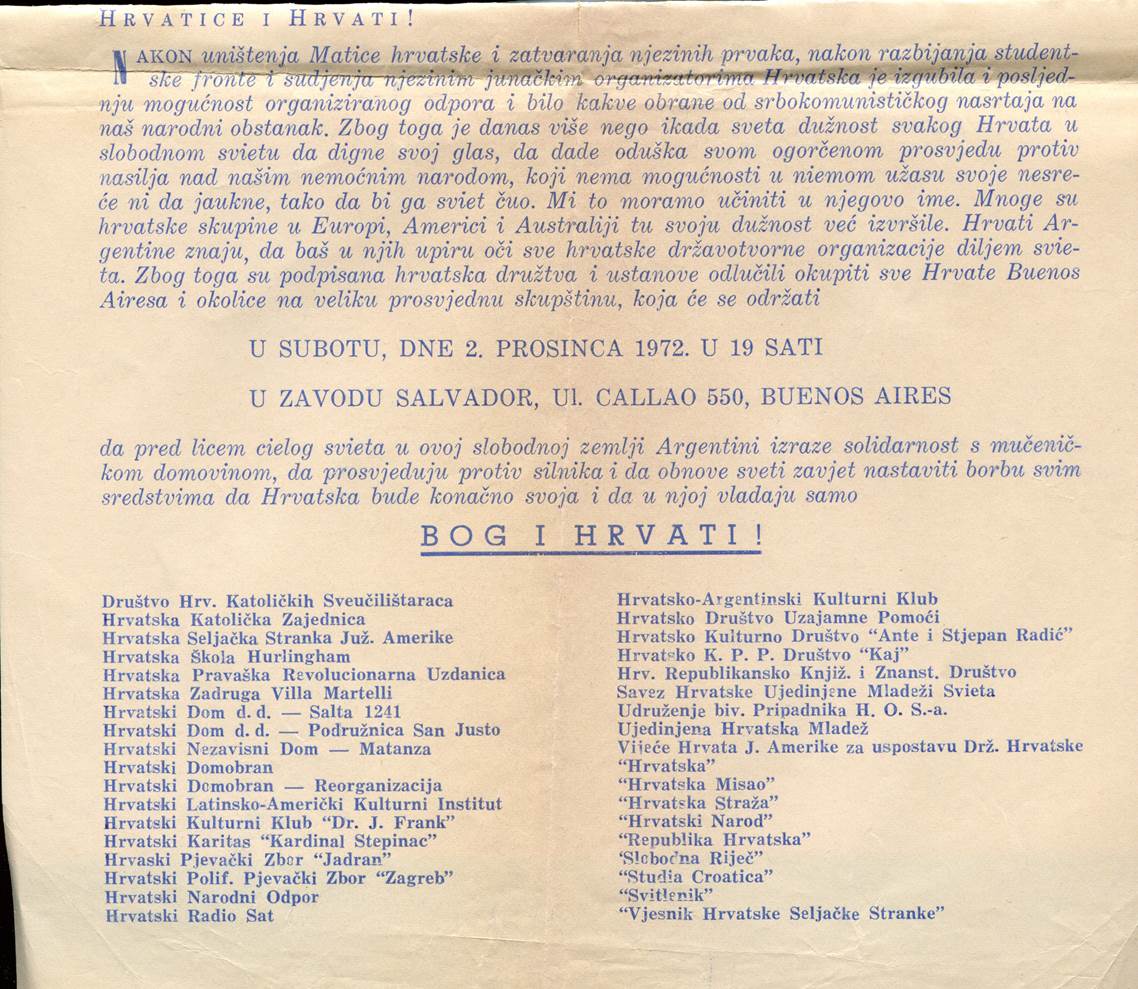 HRVATICE I HRVATI!
NAKON uništenja Matice hrvatske i zatvaranja njezinih prvaka, nakon razbijanja student-
ske fronte i sudjenja njezinim junačkim organizatorima Hrvatska je izgubila i posljed-
nju mogućnost organiziranog odpora i bilo kakve obrane od srbokomunističkog nasrtaja na
naš narodni obstanak. Zbog toga je danas više nego ikada sveta dužnost svakog Hrvata u
slobodnom svietu da digne svoj glas, da dade oduška svom ogorčenom prosvjedu protiv
nasilja nad našim nemoćnim narodom, koji nema mogućnosti u niemom užasu svoje nesre-
će ni da jaukne, tako da bi ga sviet čuo. Mi to moramo učiniti u njegovo ime. Mnoge su
hrvatske skupine u Europi, Americi i Australiji tu svoju dužnost već izvršile. Hrvati Ar-
gentine znaju, da baš u njih upiru oči sve hrvatske državotvorne organizacije diljem svie-
ta. Zbog toga su podpisana hrvatska družtva i ustanove odlučili okupiti sve Hrvate Buenos
Airesa i okolice na veliku prosvjednu skupštinu, koja će se održati
U SUBOTU, DNE 2. PROSINCA 1972. U 19 SATI
U ZAVODU SALVADOR, Ul. CALLAO 550, BUENOS AIRES
da pred licem cielog svieta u ovoj slobodnoj zemlji Argentini izraze solidarnost s mučenič-
kom domovinom, da prosvjeduju protiv silnika i da obnove sveti zavjet nastaviti borbu svim
sredstvima da Hrvatska bude konačno svoja i da u njoj vladaju samo
BOG I HRVATI!
Društvo Hrv. Katoličkih Sveučilištaraca
Hrvatska Katolička Zajednica
Hrvatska Seljačka Stranka Juž. Amerike
Hrvatska Škola Hurlingham
Hrvatska Pravaška Revolucionarna Uzdanica
Hrvatska Zadruga Villa Martelli
Hrvatski Dom d. d. — Salta 1241
Hrvatski Dom d. d. — Podružnica San Justo
Hrvatski Nezavisni Dom — Matanza
Hrvatski Domobran
Hrvatski Domobran — Reorganizacija
Hrvatski Latinsko-Američki Kulturni Institut
Hrvatski Kulturni Klub “Dr. J. Frank”
Hrvatski Karitas “Kardinal Stepinac”
Hrvaski Pjevački Zbor “Jadran”
Hrvatski Polif. Pjevački Zbor “Zagreb”
Hrvatski Narodni Odpor
Hrvatski Radio Sat
Hrvatsko-Argentinski Kulturni Klub
Hrvatsko Društvo Uzajamne Pomoći
Hrvatsko Kulturno Društvo “Ante i Stjepan Radić”
Hrvatsko K. P. P. Društvo “Kaj”
Hrv. Republikansko Knjiž. i Znanst. Društvo
Savez Hrvatske Ujedinjene Mladeži Svieta
Udruženje biv. Pripadnika H. O. S.-a.
Ujedinjena Hrvatska Mladež
Vijeće Hrvata J. Amerike za uspostavu Drž. Hrvatske
“Hrvatska”
“Hrvatska Misao”
“Hrvatska Straža”
“Hrvatski Narod”
“Republika Hrvatska”
‘Slobodna Riječ”
“Studia Croatica”
“Svitlenik”
“Vjesnik Hrvatske Seljačke Stranke”